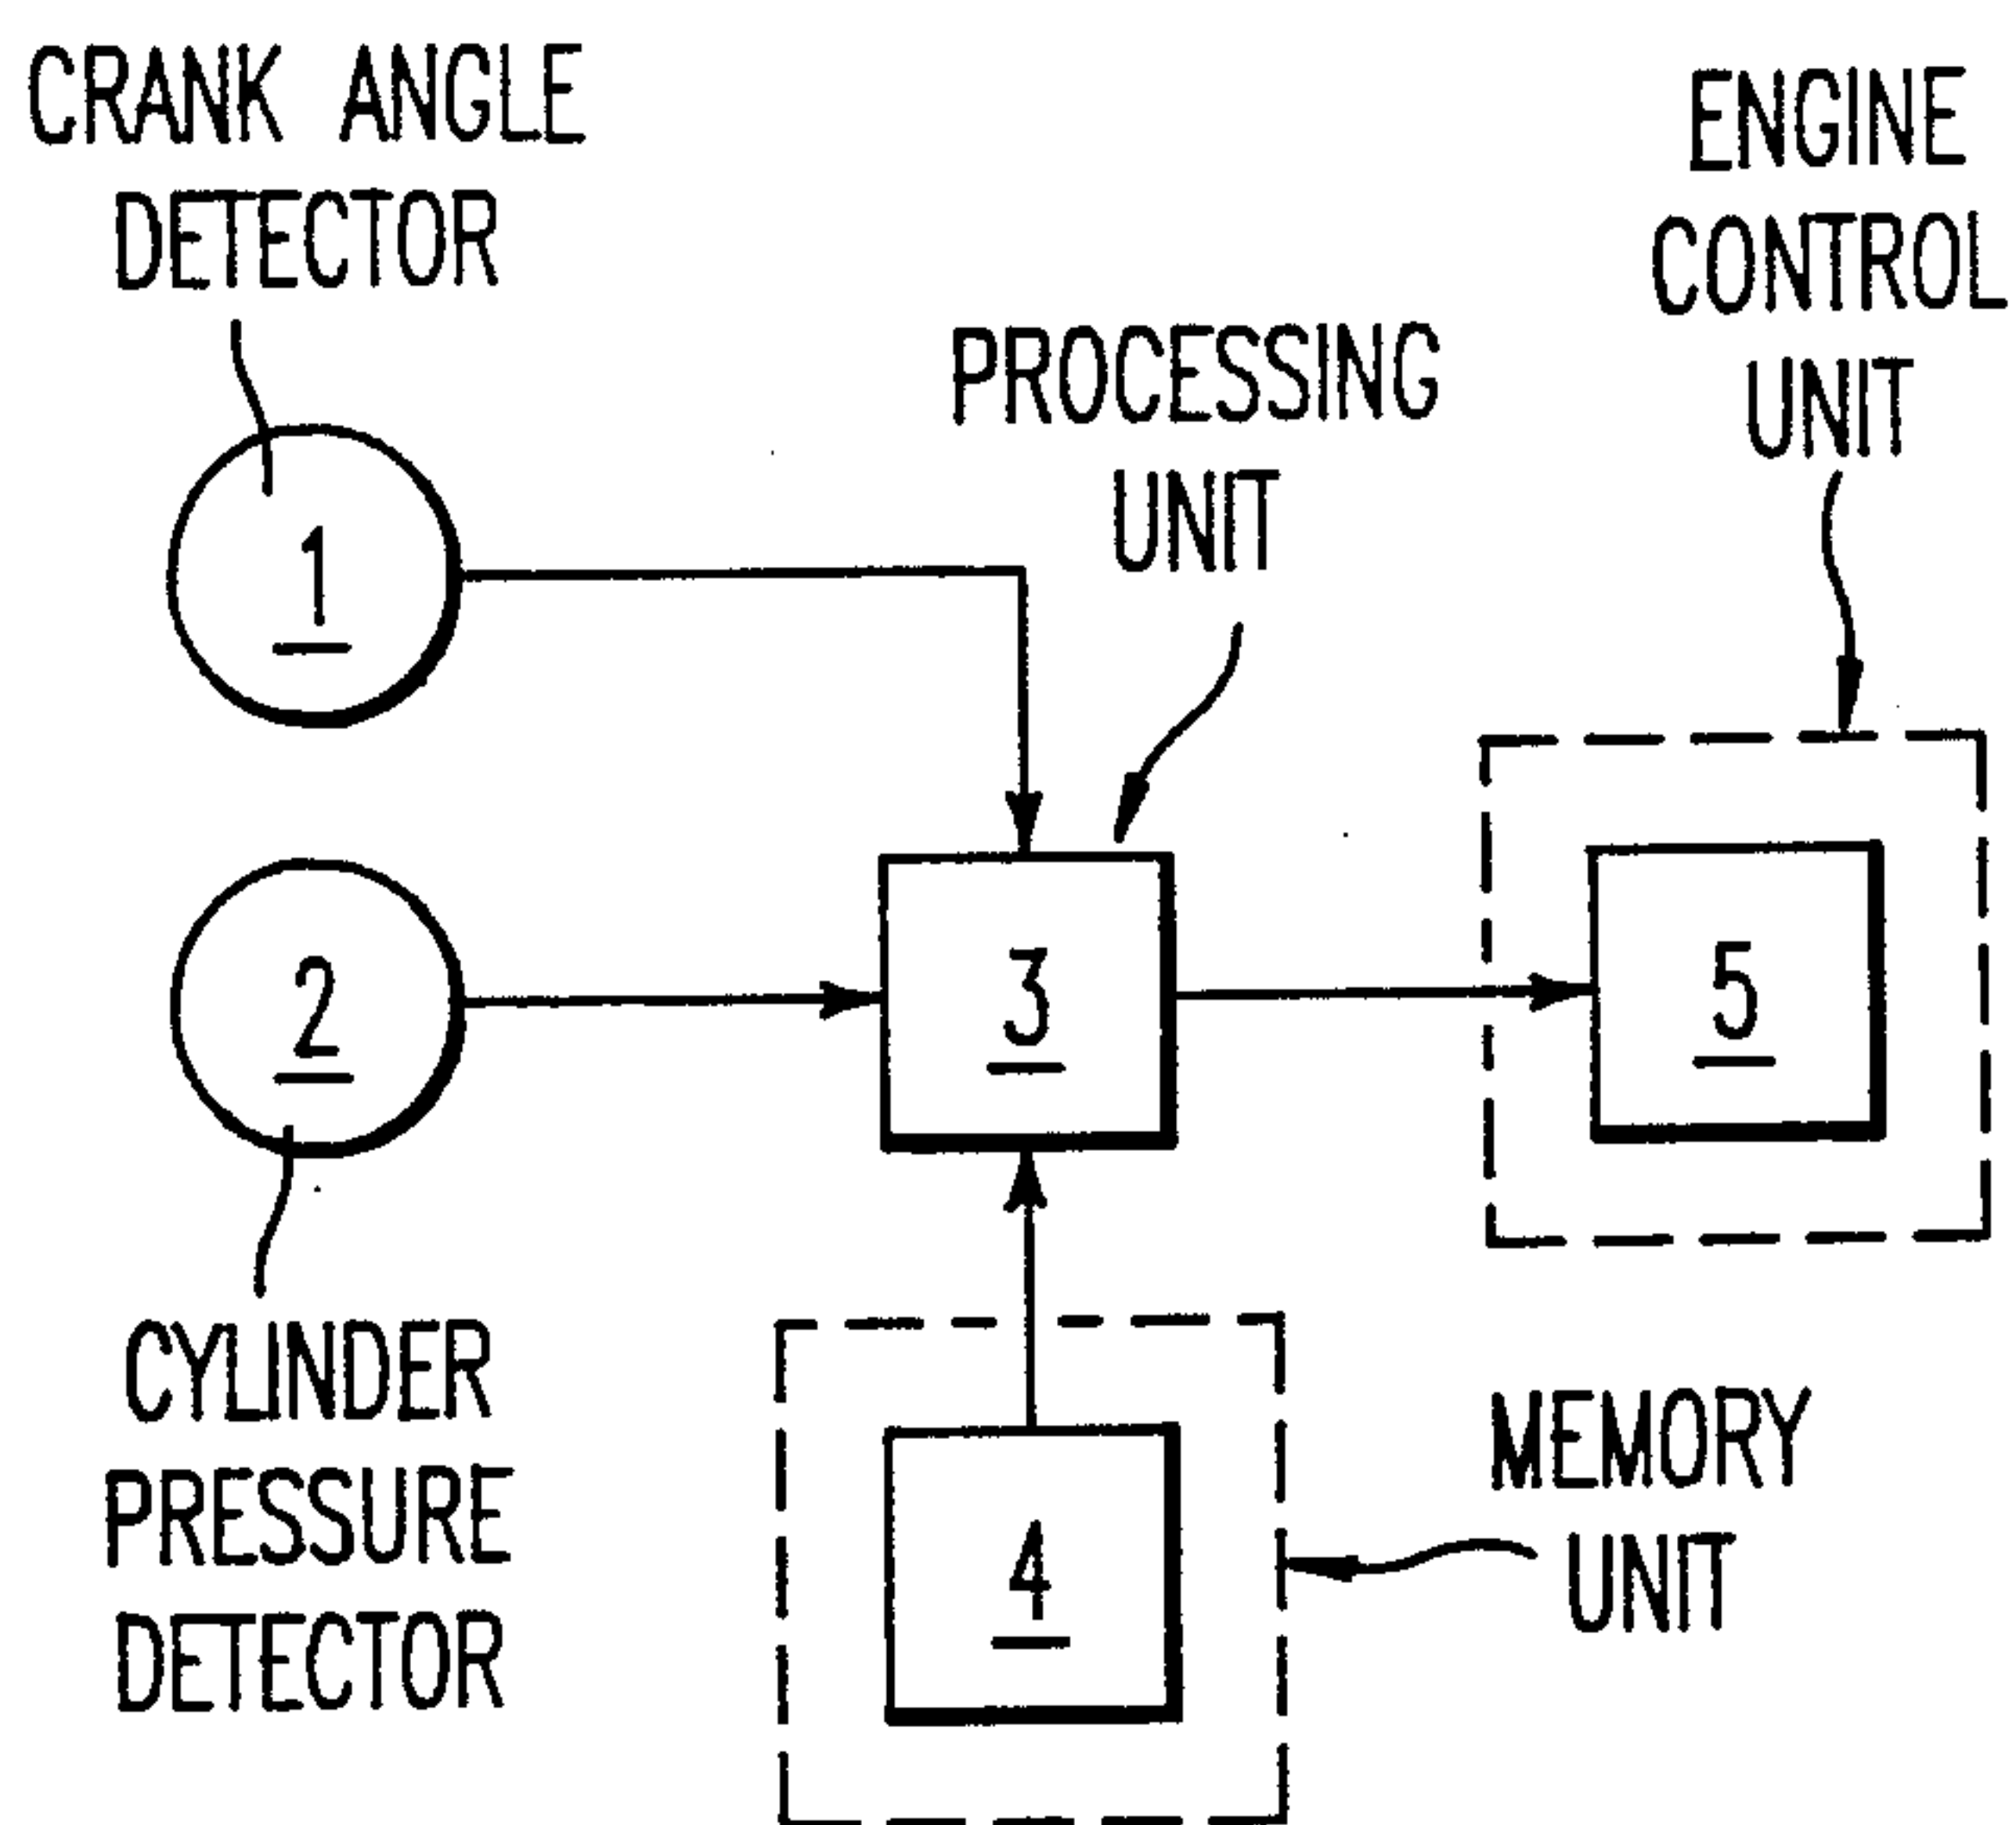 CRANK ANGLE
DETECTOR
ENGINE
CONTROL
UNIT
PROCESSING
UNIT
1
2
3
5
CYLINDER
PRESSURE
DETECTOR
4
MEMORY
UNIT